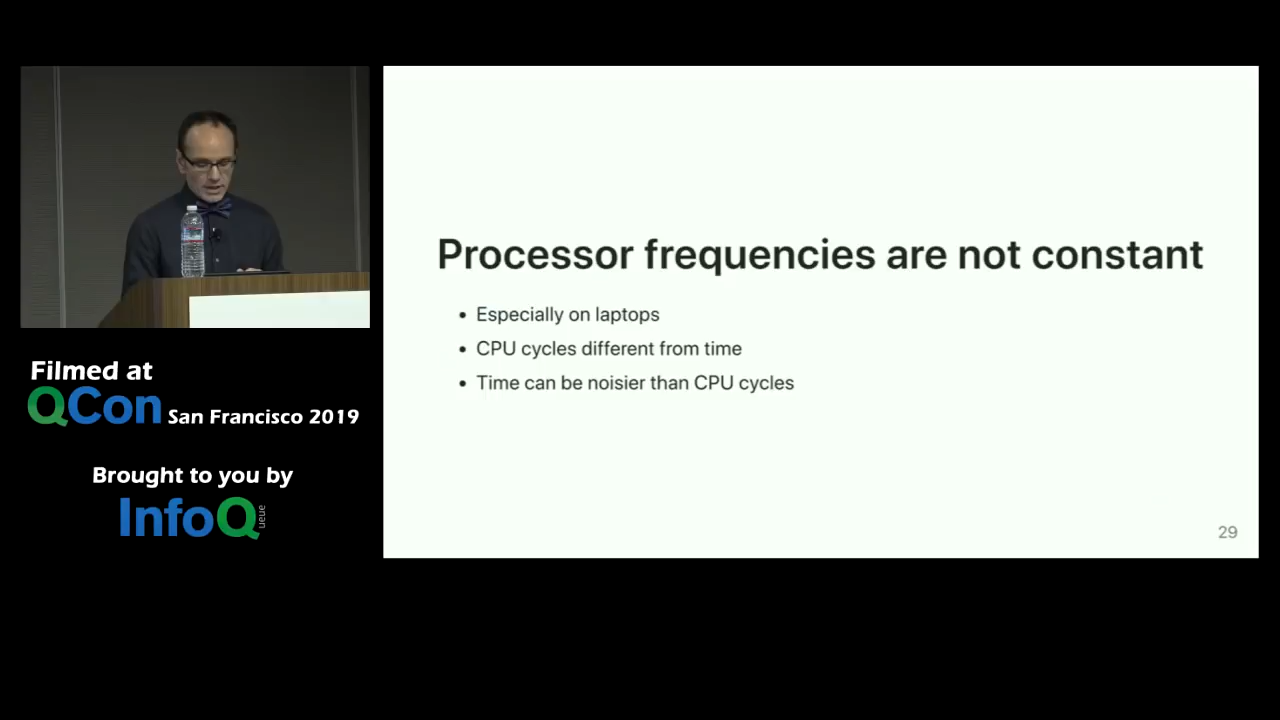 Processor frequencies are not constant
• Especially on laptops
• CPU cycles different from time
• Time can be noisier than CPU cycles
29
Filmed at
QCon San Francisco 2019
Brought to you by
InfoQ
ueue